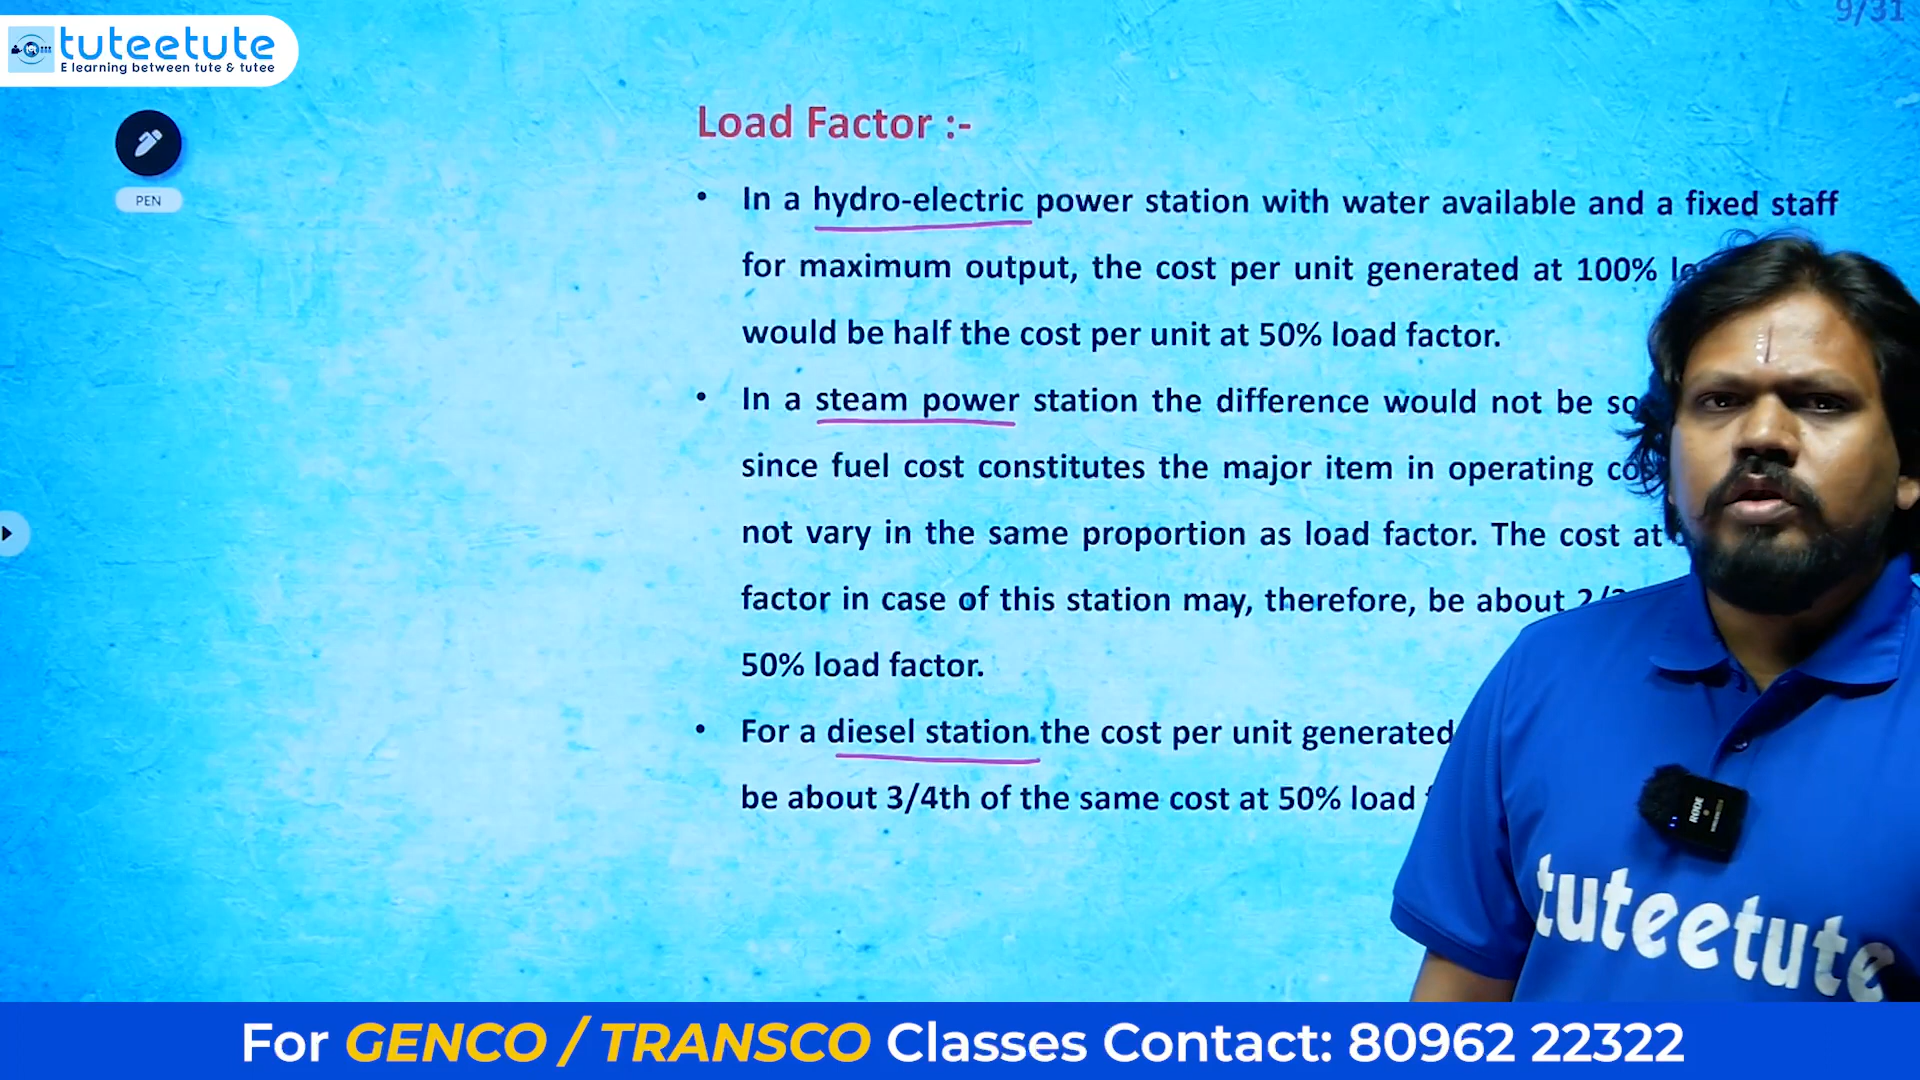 9/31
tuteetute
E learning between tute & tutee
PEN
Load Factor :-
• In a hydro-electric power station with water available and a fixed staff
for maximum output, the cost per unit generated at 100%
would be half the cost per unit at 50% load factor.
• In a steam power station the difference would not be so
since fuel cost constitutes the major item in operating
not vary in the same proportion as load factor. The cost at
factor in case of this station may, therefore, be about
50% load factor.
• For a diesel station the cost per unit generated
be about 3/4th of the same cost at 50% load
RODE
tuteetute
For GENCO / TRANSCO Classes Contact: 80962 22322